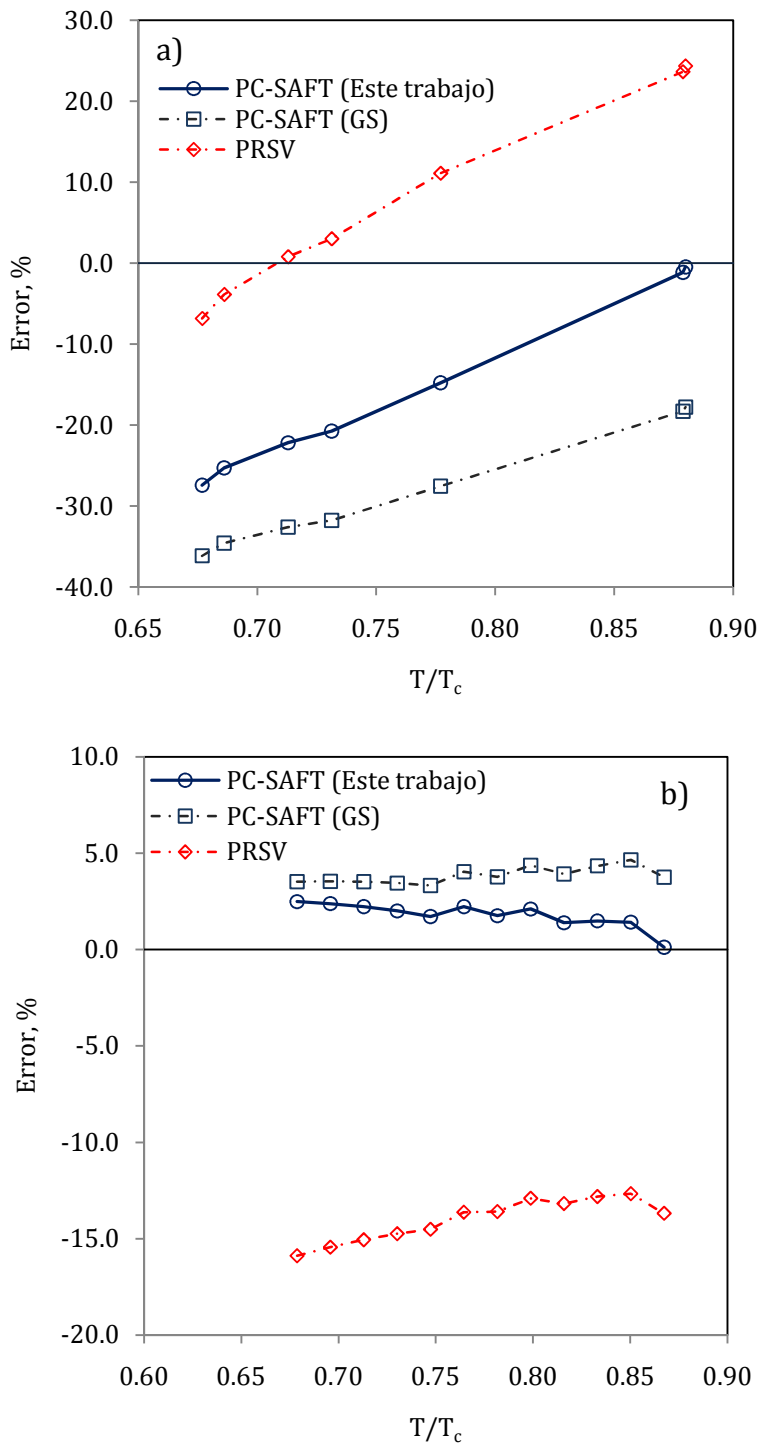 a)
PC-SAFT (Este trabajo)
PC-SAFT (GS)
PRSV
30.0
20.0
10.0
0.0
-10.0
-20.0
-30.0
-40.0
Error, %
0.65 0.70 0.75 0.80 0.85 0.90
T/Tc
b)
PC-SAFT (Este trabajo)
PC-SAFT (GS)
PRSV
10.0
5.0
0.0
-5.0
-10.0
-15.0
-20.0
Error, %
0.60 0.65 0.70 0.75 0.80 0.85 0.90
T/Tc